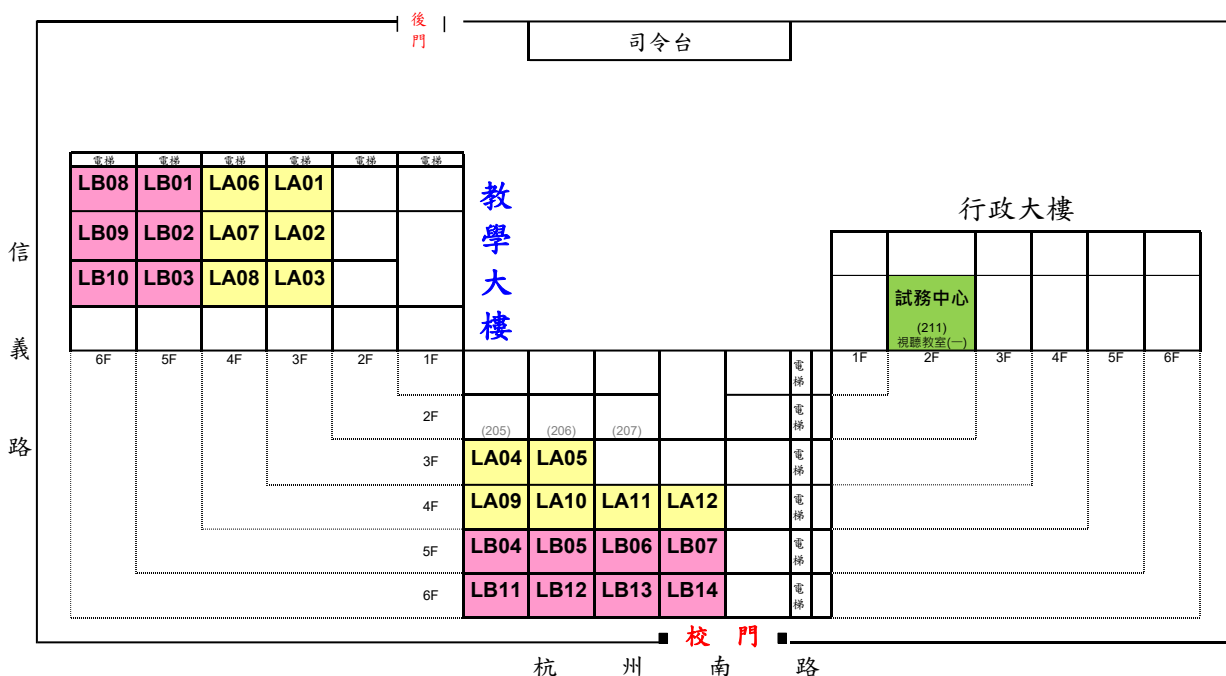 後門
司令台
電梯 電梯 電梯 電梯 電梯 電梯
LB08 LB01 LA06 LA01
LB09 LB02 LA07 LA02
LB10 LB03 LA08 LA03
教學大樓
行政大樓
試務中心
(211)
視聽教室(一)
信義路
6F 5F 4F 3F 2F 1F
1F 2F 3F 4F 5F 6F
電梯
2F
電梯
(205) (206) (207)
3F LA04 LA05 電梯
4F LA09 LA10 LA11 LA12 電梯
5F LB04 LB05 LB06 LB07 電梯
6F LB11 LB12 LB13 LB14 電梯
校門
杭州南路